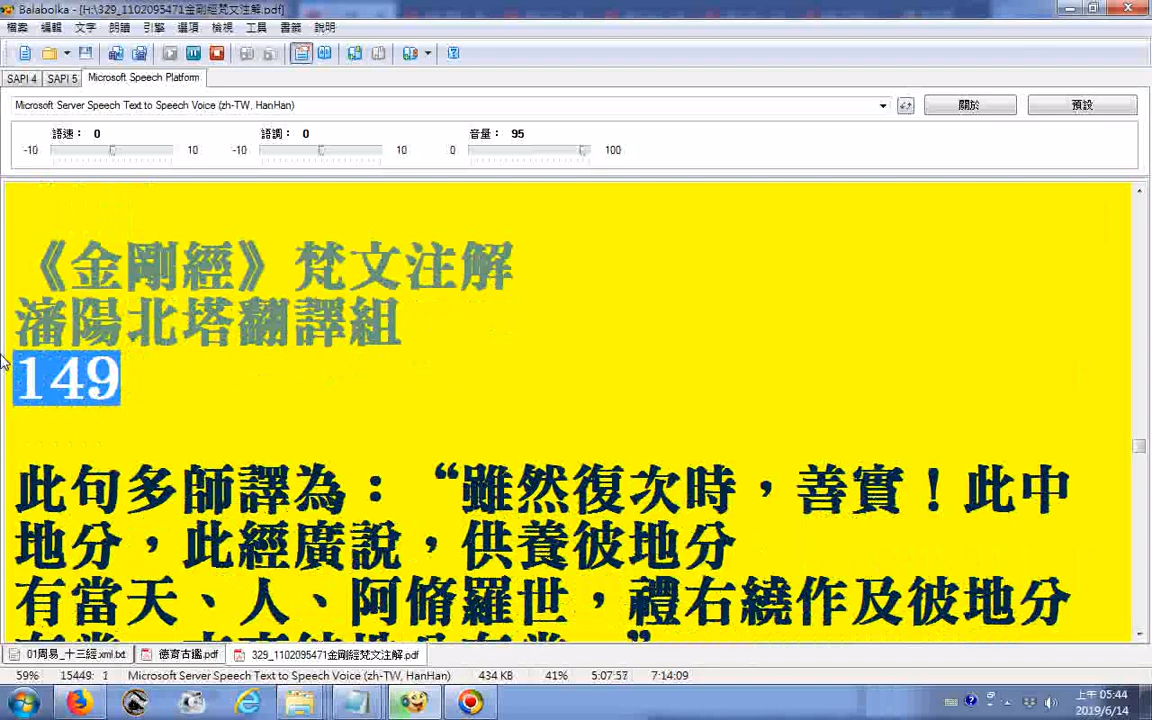 Balabolka - [H:\329_1102095471金剛經梵文注解.pdf]
檔案 編輯 文字 朗讀 引擎 選項 檢視 工具 書籤 說明
SAPI 4 SAPI 5 Microsoft Speech Platform
Microsoft Server Speech Text to Speech Voice (zh-TW, HanHan) 關於 預設
語速： 0 語調： 0 音量： 95
-10 10 -10 10 0 100
《金剛經》梵文注解
瀋陽北塔翻譯組
149
此句多師譯為：“雖然復次時，善實！此中
地分，此經廣說，供養彼地分
有當天、人、阿脩羅世，禮右繞作及彼地分
01周易_十三經.xml.txt 德育古鑑.pdf 329_1102095471金剛經梵文注解.pdf
59% 15449: 1 Microsoft Server Speech Text to Speech Voice (zh-TW, HanHan) 434 KB 41% 5:07:57 7:14:09
上午 05:44
2019/6/14